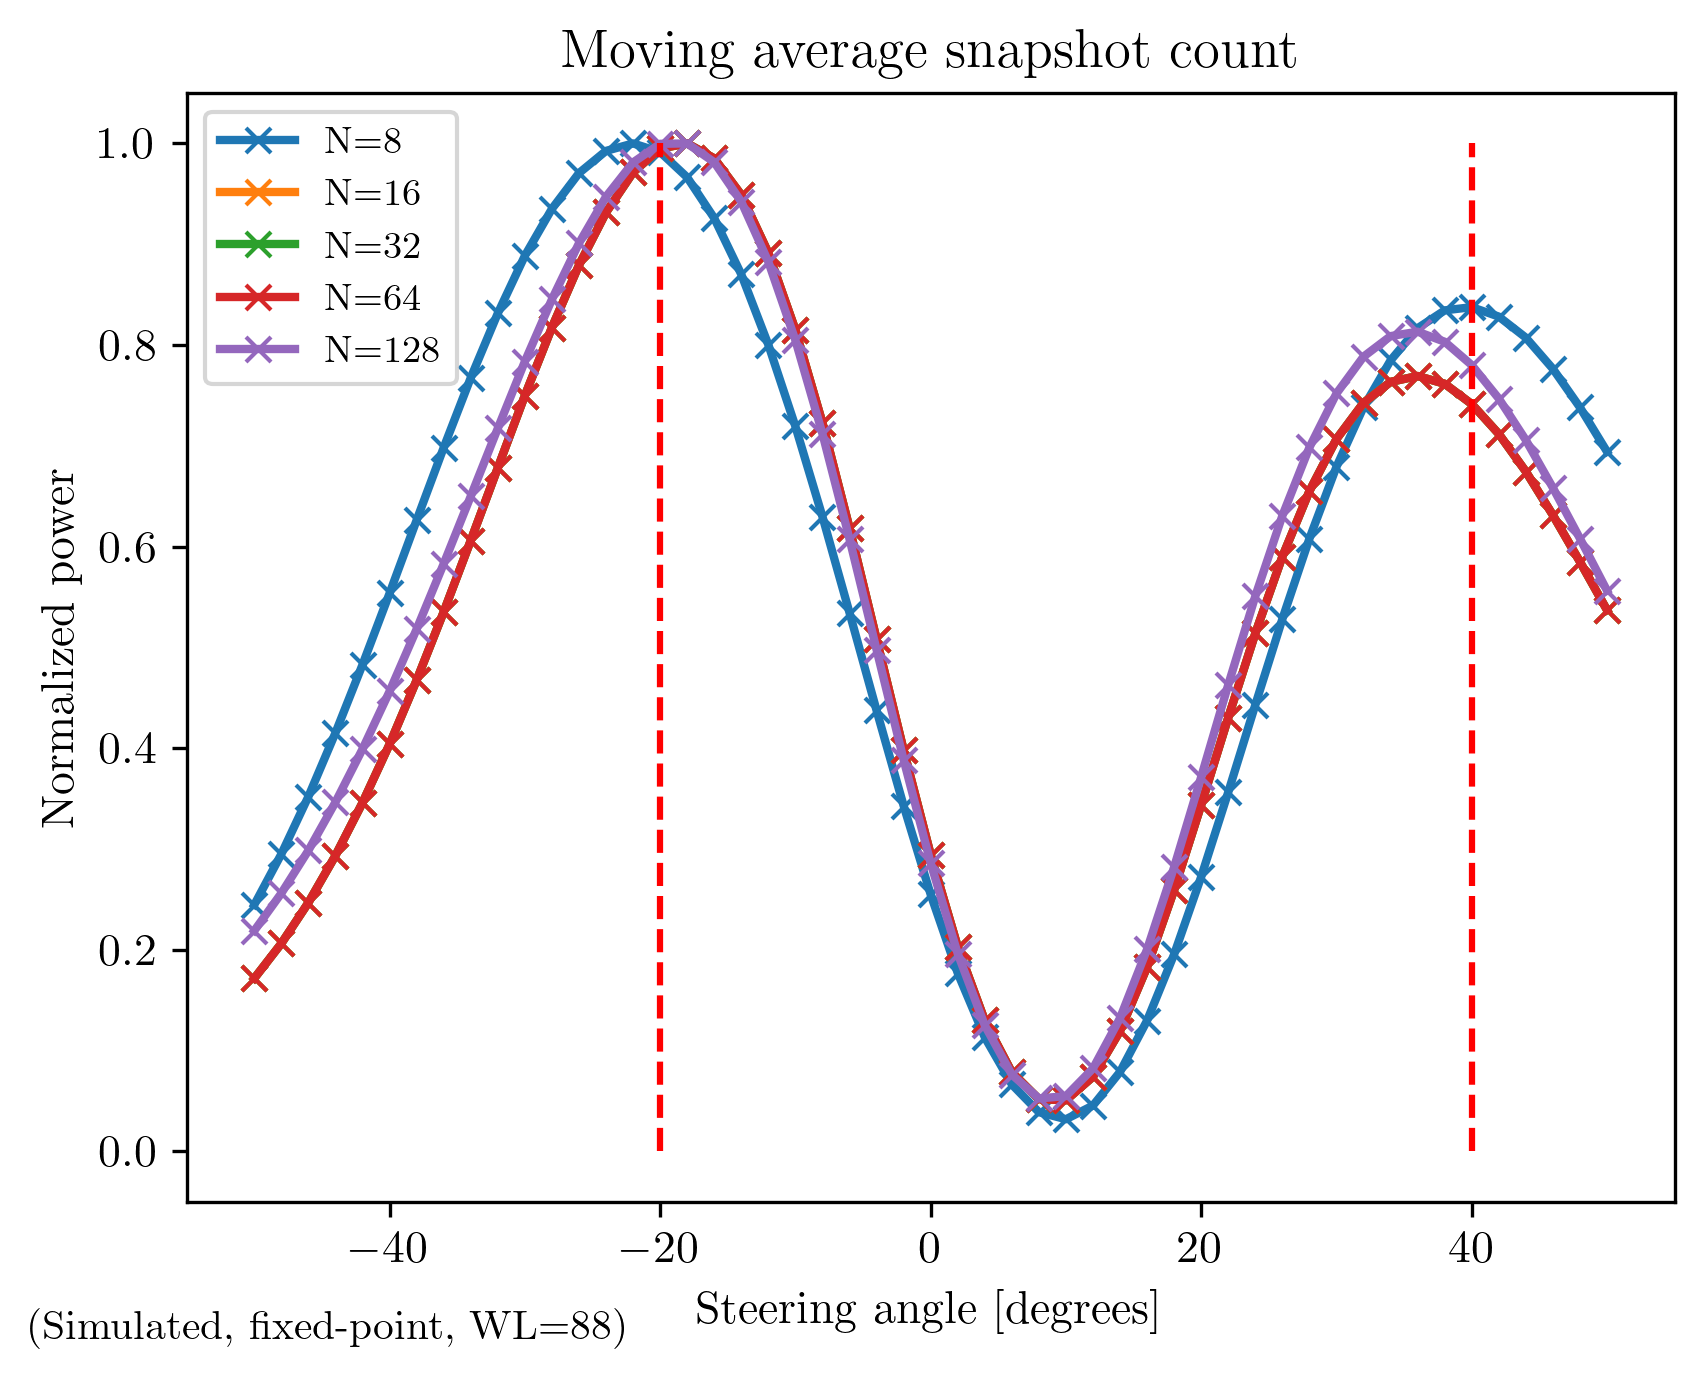 Moving average snapshot count
N=8
N=16
N=32
N=64
N=128
Normalized power
1.0
0.8
0.6
0.4
0.2
0.0
−40
−20
0
20
40
Steering angle [degrees]
(Simulated, fixed-point, WL=88)